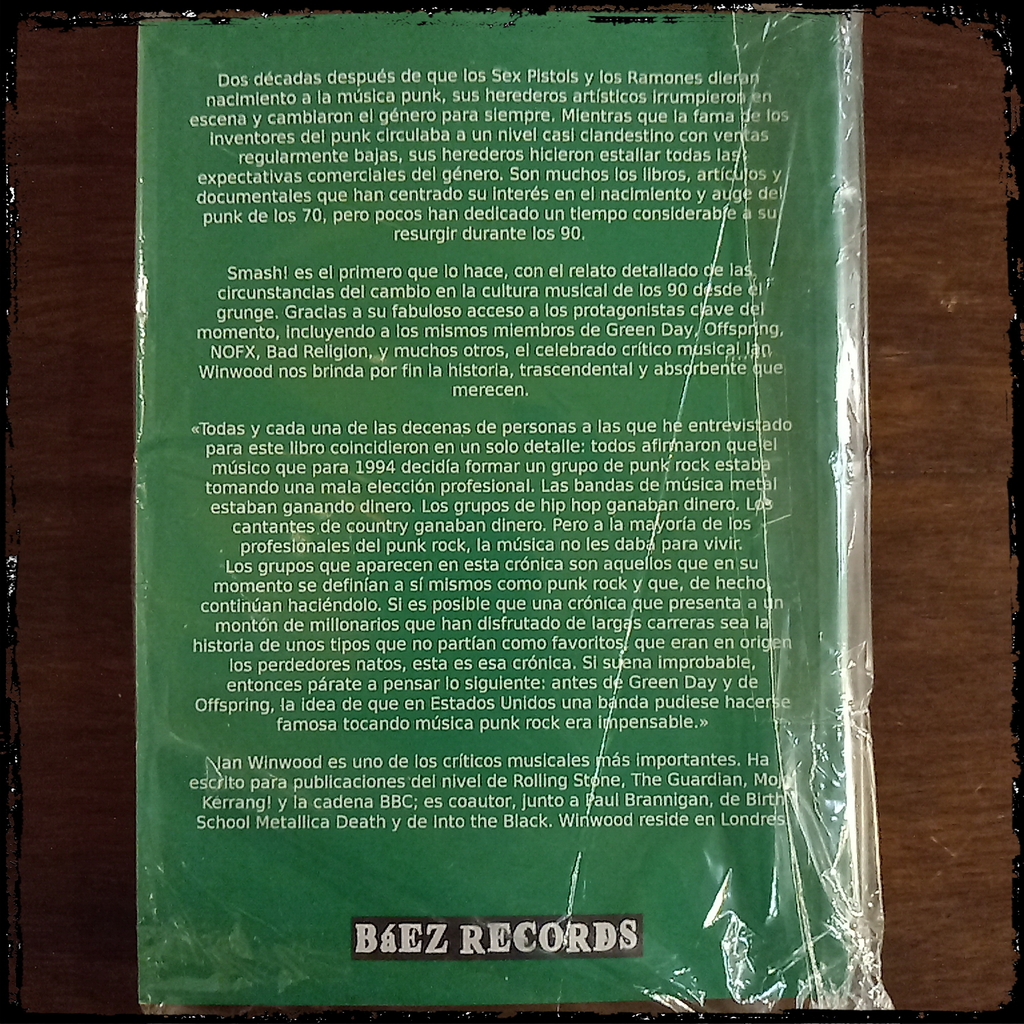 Dos décadas después de que los Sex Pistols y los Ramones dieran
nacimiento a la música punk, sus herederos artísticos irrumpieron en
escena y cambiaron el género para siempre. Mientras que la fama de los
inventores del punk circulaba a un nivel casi clandestino con ventas
regularmente bajas, sus herederos hicieron estallar todas las
expectativas comerciales del género. Son muchos los libros, artículos y
documentales que han centrado su interés en el nacimiento y auge del
punk de los 70, pero pocos han dedicado un tiempo considerable a su
resurgir durante los 90.
Smash! es el primero que lo hace, con el relato detallado de las
circunstancias del cambio en la cultura musical de los 90 desde el
grunge. Gracias a su fabuloso acceso a los protagonistas clave del
momento, incluyendo a los mismos miembros de Green Day, Offspring,
NOFX, Bad Religion, y muchos otros, el celebrado crítico musical Ian
Winwood nos brinda por fin la historia, trascendental y absorbente que
merecen.
«Todas y cada una de las decenas de personas a las que he entrevistado
para este libro coincidieron en un solo detalle: todos afirmaron que el
músico que para 1994 decidía formar un grupo de punk rock estaba
tomando una mala elección profesional. Las bandas de música metal
estaban ganando dinero. Los grupos de hip hop ganaban dinero. Los
cantantes de country ganaban dinero. Pero a la mayoría de los
profesionales del punk rock, la música no les daba para vivir.
Los grupos que aparecen en esta crónica son aquellos que en su
momento se definían a sí mismos como punk rock y que, de hecho,
continúan haciéndolo. Si es posible que una crónica que presenta a un
montón de millonarios que han disfrutado de largas carreras sea la
historia de unos tipos que no partían como favoritos, que eran en origen
los perdedores natos, esta es esa crónica. Si suena improbable,
entonces párate a pensar lo siguiente: antes de Green Day y de
Offspring, la idea de que en Estados Unidos una banda pudiese hacerse
famosa tocando música punk rock era impensable.»
Ian Winwood es uno de los críticos musicales más importantes. Ha
escrito para publicaciones del nivel de Rolling Stone, The Guardian, Mojo
Kerrang! y la cadena BBC; es coautor, junto a Paul Brannigan, de Birth
School Metallica Death y de Into the Black. Winwood reside en Londres.
BáEZ RECORDS